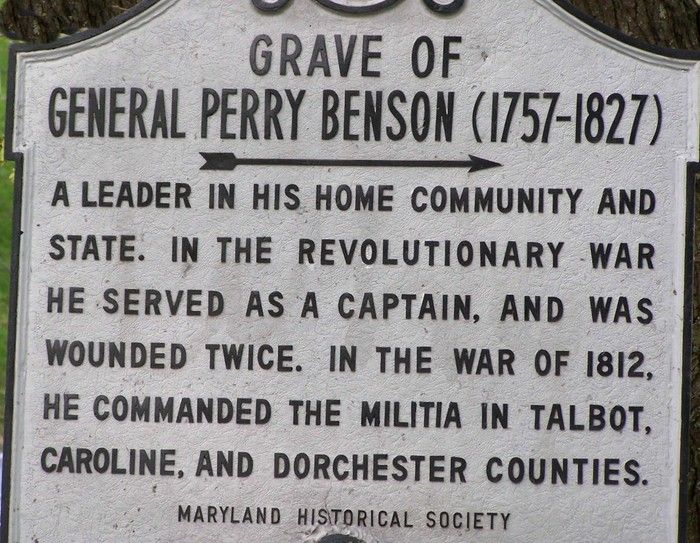 GRAVE OF
GENERAL PERRY BENSON (1757-1827)
A LEADER IN HIS HOME COMMUNITY AND
STATE. IN THE REVOLUTIONARY WAR
HE SERVED AS A CAPTAIN, AND WAS
WOUNDED TWICE. IN THE WAR OF 1812,
HE COMMANDED THE MILITIA IN TALBOT,
CAROLINE, AND DORCHESTER COUNTIES.
MARYLAND HISTORICAL SOCIETY